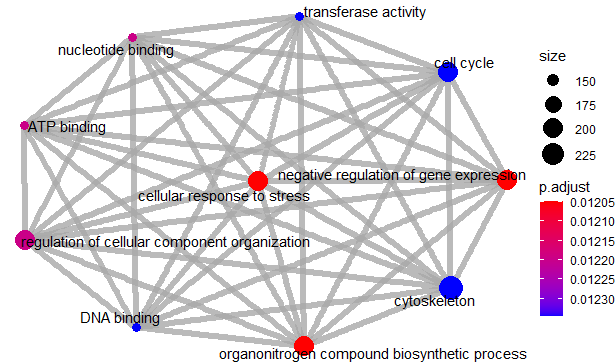 transferase activity
nucleotide binding
cell cycle
ATP binding
negative regulation of gene expression
cellular response to stress
regulation of cellular component organization
cytoskeleton
DNA binding
organonitrogen compound biosynthetic process
size
150
175
200
225
p.adjust
0.01205
0.01210
0.01215
0.01220
0.01225
0.01230